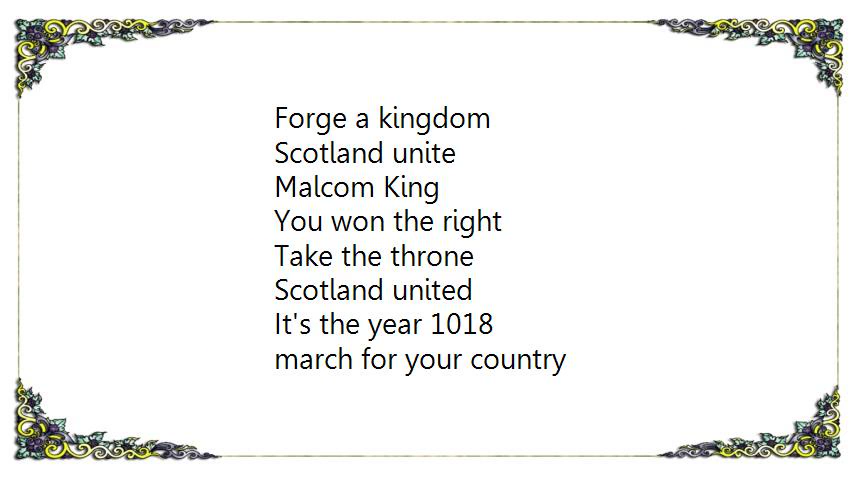 Forge a kingdom
Scotland unite
Malcom King
You won the right
Take the throne
Scotland united
It's the year 1018
march for your country